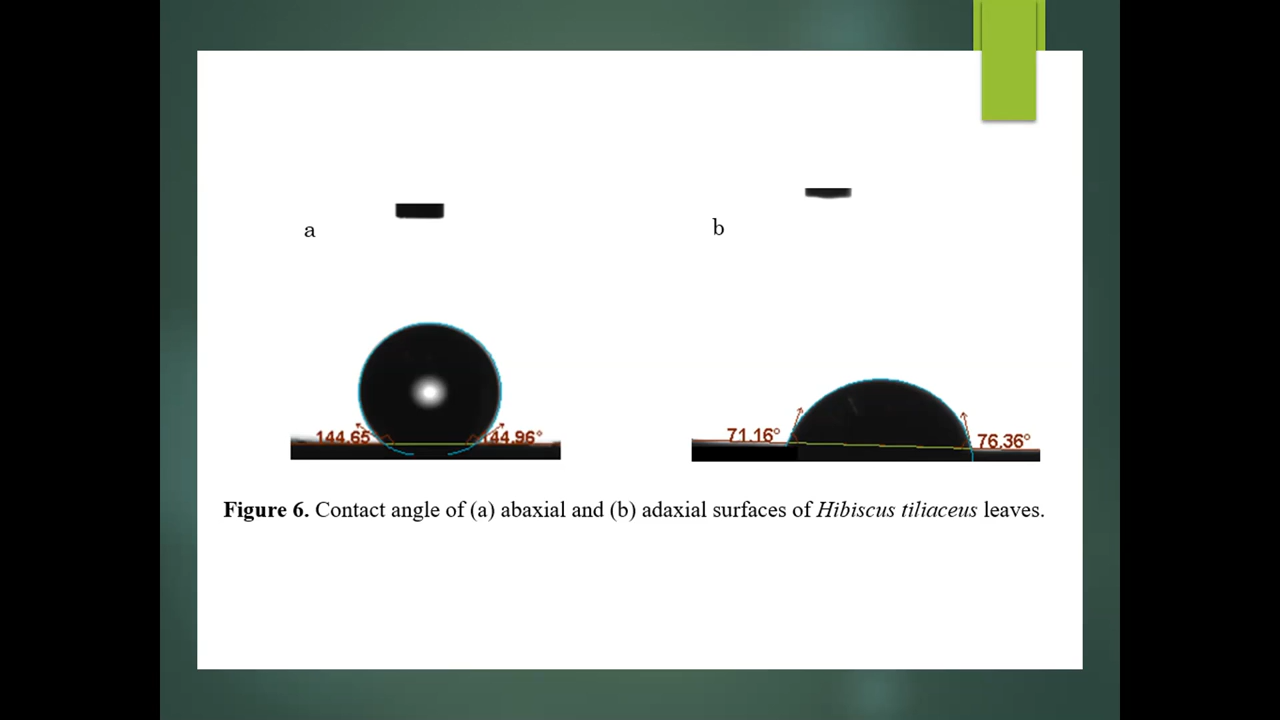 a
b
144.65
144.96°
71.16°
76.36°
Figure 6. Contact angle of (a) abaxial and (b) adaxial surfaces of Hibiscus tiliaceus leaves.